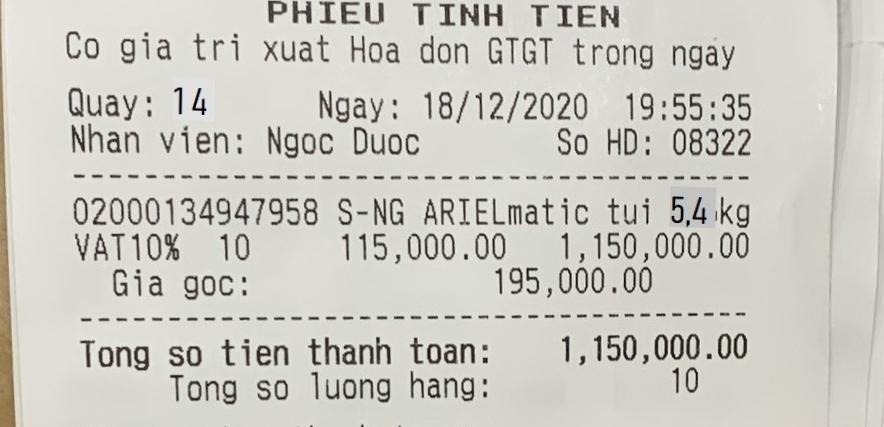 PHIEU TINH TIEN
Co gia tri xuat Hoa don GTGT trong ngay
Quay: 14 Ngay: 18/12/2020 19:55:35
Nhan vien: Ngoc Duoc So HD: 08322
02000134947958 S-NG ARIELmatic tui 5,4 kg
VAT10% 10 115,000.00 1,150,000.00
Gia goc: 195,000.00
Tong so tien thanh toan: 1,150,000.00
Tong so luong hang: 10